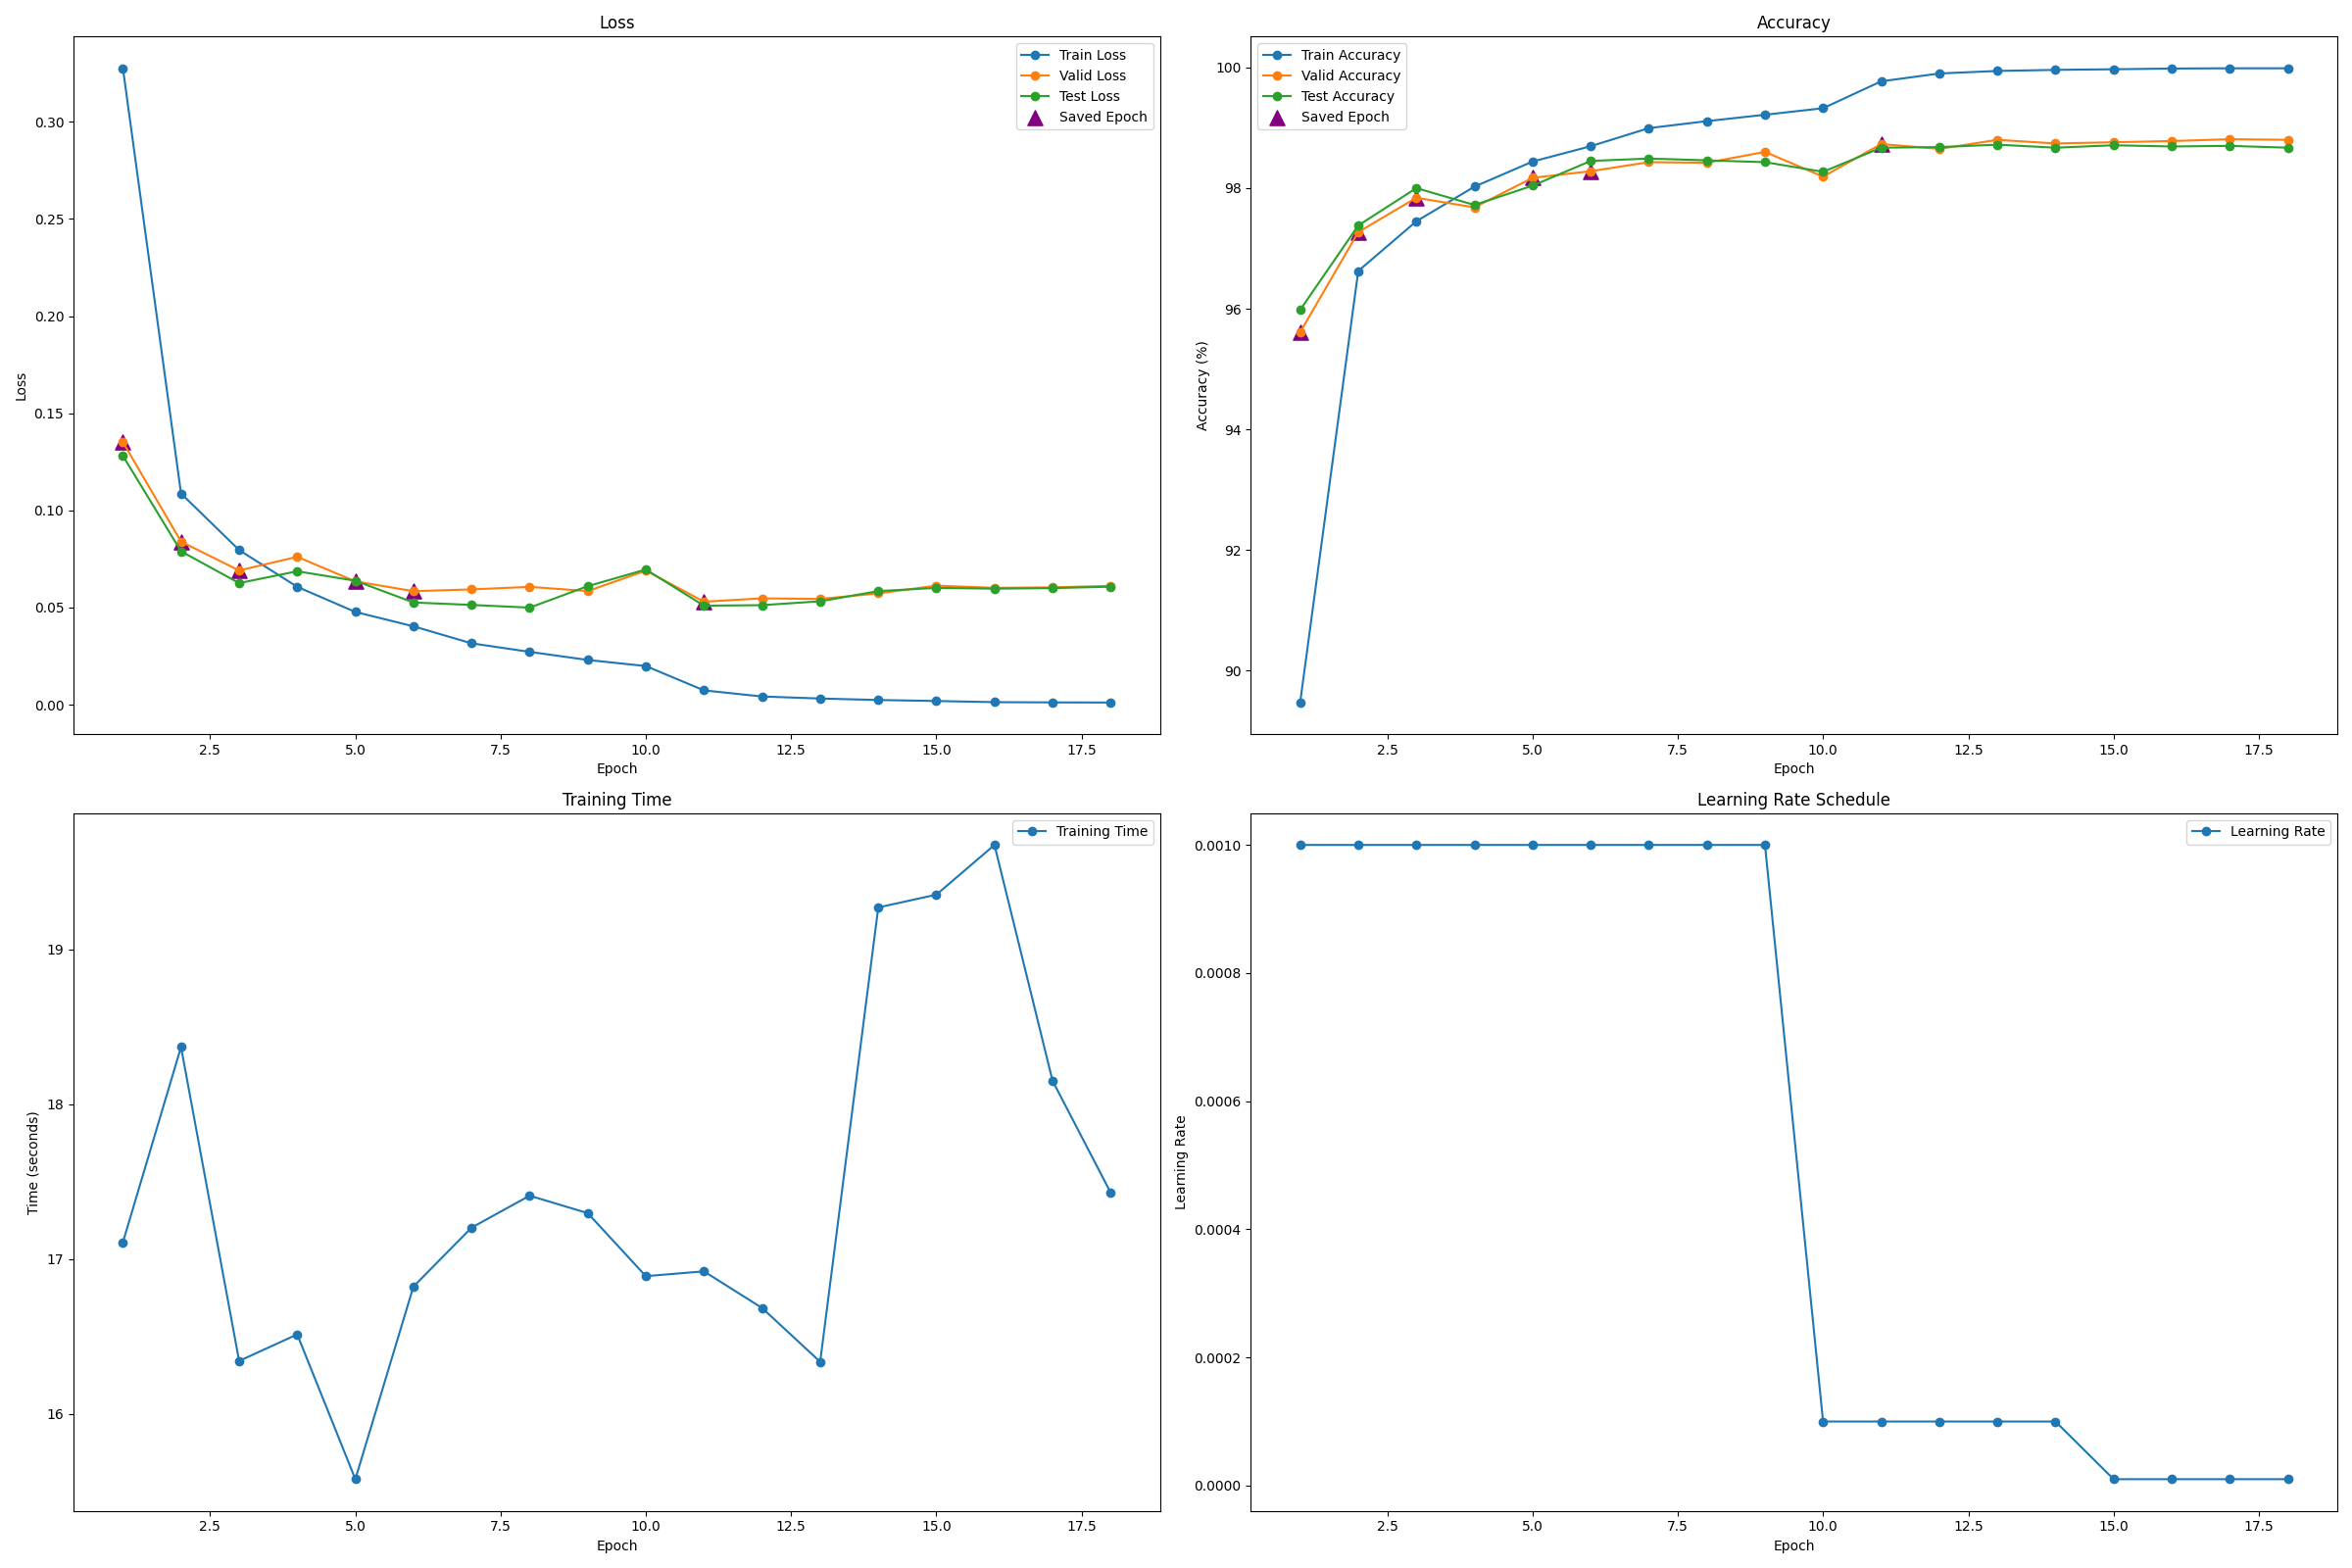 Loss
Train Loss
Valid Loss
Test Loss
Saved Epoch
Loss
0.30
0.25
0.20
0.15
0.10
0.05
0.00
2.5 5.0 7.5 10.0 12.5 15.0 17.5
Epoch
Accuracy
Train Accuracy
Valid Accuracy
Test Accuracy
Saved Epoch
Accuracy (%)
100
98
96
94
92
90
2.5 5.0 7.5 10.0 12.5 15.0 17.5
Epoch
Training Time
Training Time
Time (seconds)
19
18
17
16
2.5 5.0 7.5 10.0 12.5 15.0 17.5
Epoch
Learning Rate Schedule
Learning Rate
Learning Rate
0.0010
0.0008
0.0006
0.0004
0.0002
0.0000
2.5 5.0 7.5 10.0 12.5 15.0 17.5
Epoch